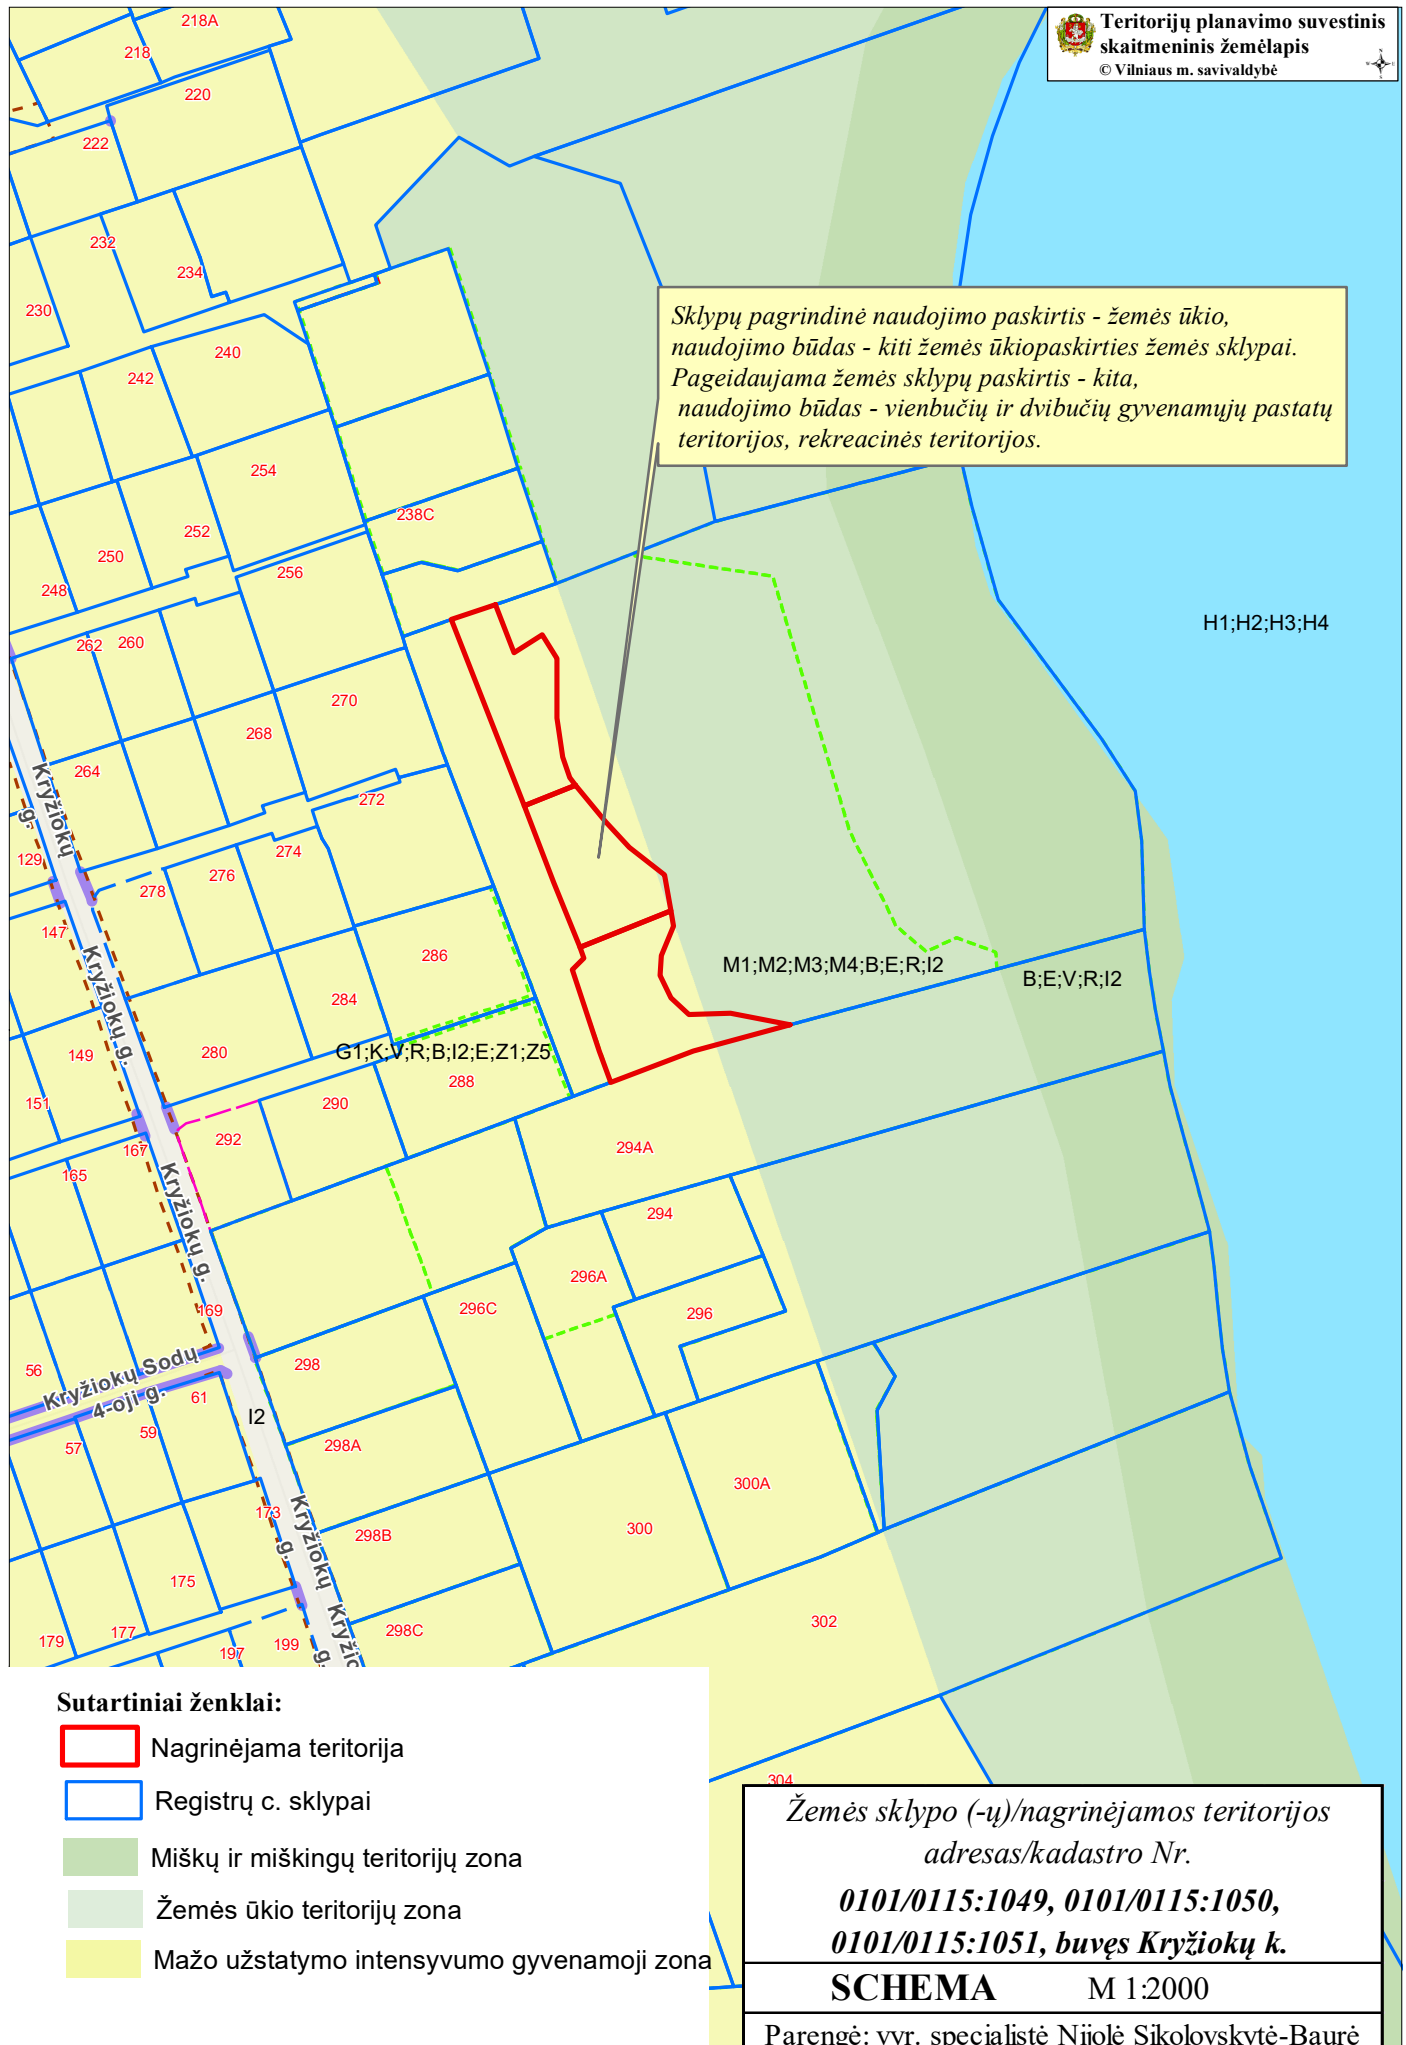 Teritorijų planavimo suvestinis
skaitmeninis žemėlapis
© Vilniaus m. savivaldybė
218A
218
220
222
232
234
230
240
242
254
238C
252
250
248
256
262
260
270
268
264
272
274
276
278
129
147
286
284
280
149
151
288
290
292
167
165
294A
294
296A
296C
296
169
298
56
61
59
57
298A
300A
300
298B
173
175
177
179
197
199
298C
302
304
Sklypų pagrindinė naudojimo paskirtis - žemės ūkio,
naudojimo būdas - kiti žemės ūkiopaskirties žemės sklypai.
Pageidaujama žemės sklypų paskirtis - kita,
naudojimo būdas - vienbučių ir dvibučių gyvenamųjų pastatų
teritorijos, rekreacinės teritorijos.
H1;H2;H3;H4
M1;M2;M3;M4;B;E;R;I2
B;E;V;R;I2
G1;K;V;R;B;I2;E;Z1;Z5
I2
Kryžiokų
g.
Kryžiokų g.
Kryžiokų g.
Kryžiokų Sodų
4-oji g.
Kryžiokų
g.
Kryžio
g.
Sutartiniai ženklai:
Nagrinėjama teritorija
Registrų c. sklypai
Miškų ir miškingų teritorijų zona
Žemės ūkio teritorijų zona
Mažo užstatymo intensyvumo gyvenamoji zona
Žemės sklypo (-ų)/nagrinėjamos teritorijos
adresas/kadastro Nr.
0101/0115:1049, 0101/0115:1050,
0101/0115:1051, buvęs Kryžiokų k.
SCHEMA M 1:2000
Parengė: vyr. specialistė Nijolė Sikolovskytė-Baurė